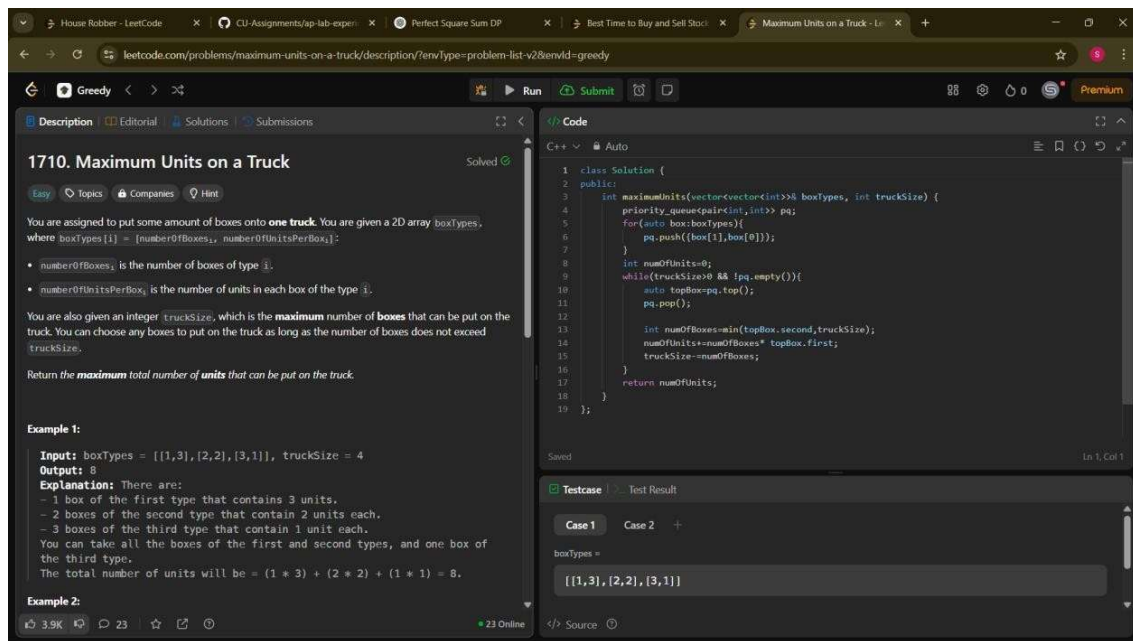 House Robber - LeetCode
CU-Assignments/ap-lab-experi
Perfect Square Sum DP
Best Time to Buy and Sell Stock
Maximum Units on a Truck - Le
leetcode.com/problems/maximum-units-on-a-truck/description/?envType=problem-list-v2&envId=greedy
S
Greedy
Run
Submit
0
Premium
Description
Editorial
Solutions
Submissions
1710. Maximum Units on a Truck
Solved
Easy
Topics
Companies
Hint
You are assigned to put some amount of boxes onto one truck. You are given a 2D array boxTypes,
where boxTypes[i] = [numberOfBoxesi, numberOfUnitsPerBoxi]:
• numberOfBoxesi is the number of boxes of type i.
• numberOfUnitsPerBoxi is the number of units in each box of the type i.
You are also given an integer truckSize, which is the maximum number of boxes that can be put on the
truck. You can choose any boxes to put on the truck as long as the number of boxes does not exceed
truckSize.
Return the maximum total number of units that can be put on the truck.
Example 1:
Input: boxTypes = [[1,3],[2,2],[3,1]], truckSize = 4
Output: 8
Explanation: There are:
- 1 box of the first type that contains 3 units.
- 2 boxes of the second type that contain 2 units each.
- 3 boxes of the third type that contain 1 unit each.
You can take all the boxes of the first and second types, and one box of
the third type.
The total number of units will be = (1 * 3) + (2 * 2) + (1 * 1) = 8.
Example 2:
3.9K
23
23 Online
</> Code
C++
Auto
1 class Solution {
2 public:
3 int maximumUnits(vector<vector<int>>& boxTypes, int truckSize) {
4 priority_queue<pair<int,int>> pq;
5 for(auto box:boxTypes){
6 pq.push({box[1],box[0]});
7 }
8 int numOfUnits=0;
9 while(truckSize>0 && !pq.empty()){
10 auto topBox=pq.top();
11 pq.pop();
12
13 int numOfBoxes=min(topBox.second,truckSize);
14 numOfUnits+=numOfBoxes* topBox.first;
15 truckSize-=numOfBoxes;
16 }
17 return numOfUnits;
18 }
19 };
Saved
Ln 1, Col 1
Testcase
Test Result
Case 1
Case 2
boxTypes =
[[1,3],[2,2],[3,1]]
</> Source